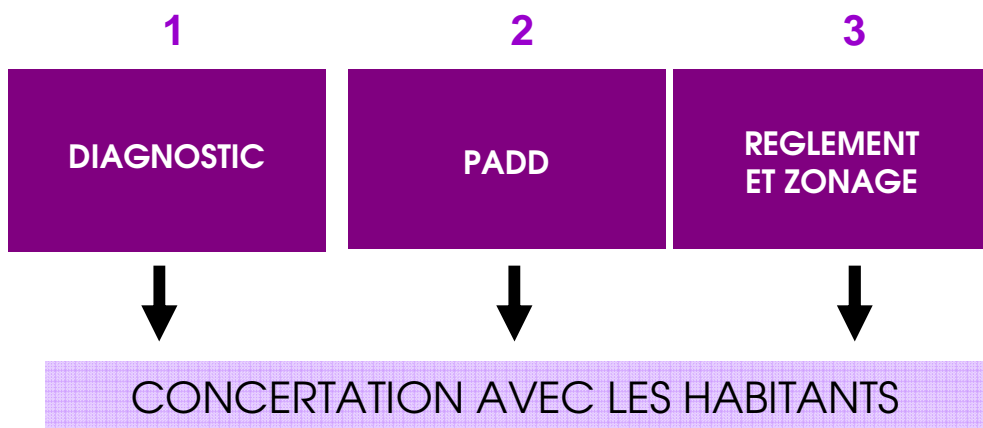 1
2
3
DIAGNOSTIC
PADD
REGLEMENT
ET ZONAGE
CONCERTATION AVEC LES HABITANTS